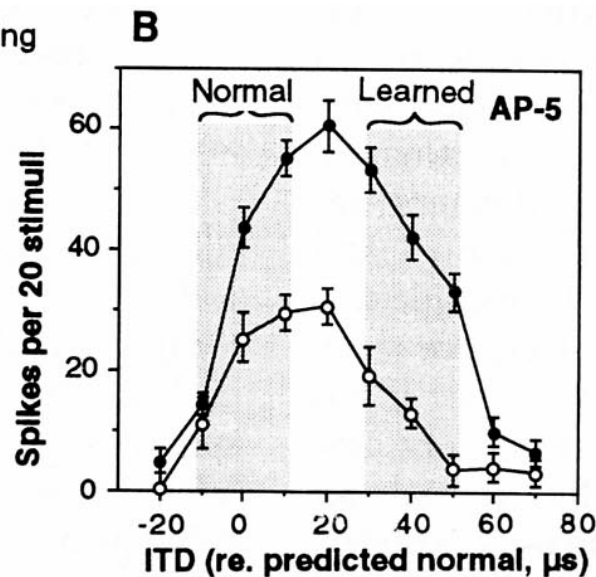 ng
B
Normal
Learned
AP-5
60
40
20
0
Spikes per 20 stimuli
-20 0 20 40 60 80
ITD (re. predicted normal, µs)